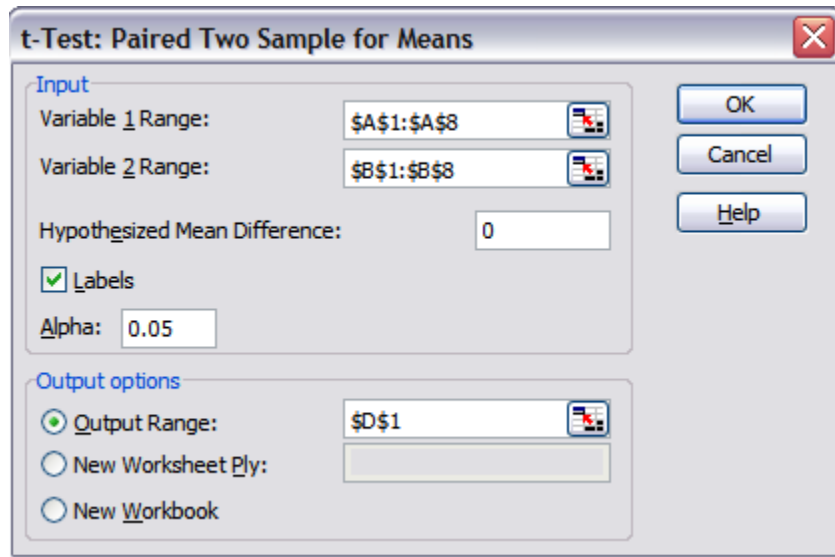 t-Test: Paired Two Sample for Means
Input
Variable 1 Range: $A$1:$A$8
Variable 2 Range: $B$1:$B$8
Hypothesized Mean Difference: 0
Labels
Alpha: 0.05
OK
Cancel
Help
Output options
Output Range: $D$1
New Worksheet Ply:
New Workbook